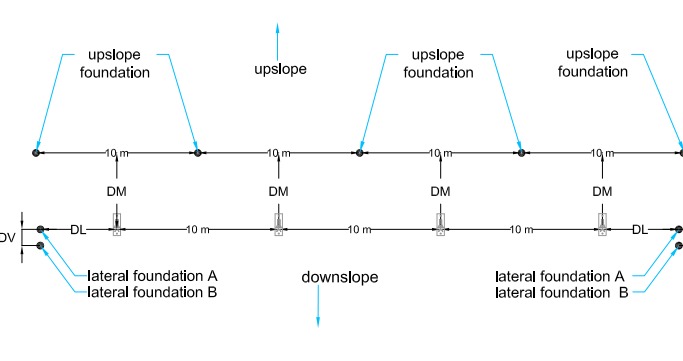 upslope
foundation
upslope
upslope
foundation
upslope
foundation
10 m
10 m
10 m
10 m
DM
DM
DM
DM
DL
10 m
10 m
10 m
DL
DV
lateral foundation A
lateral foundation B
downslope
lateral foundation A
lateral foundation B